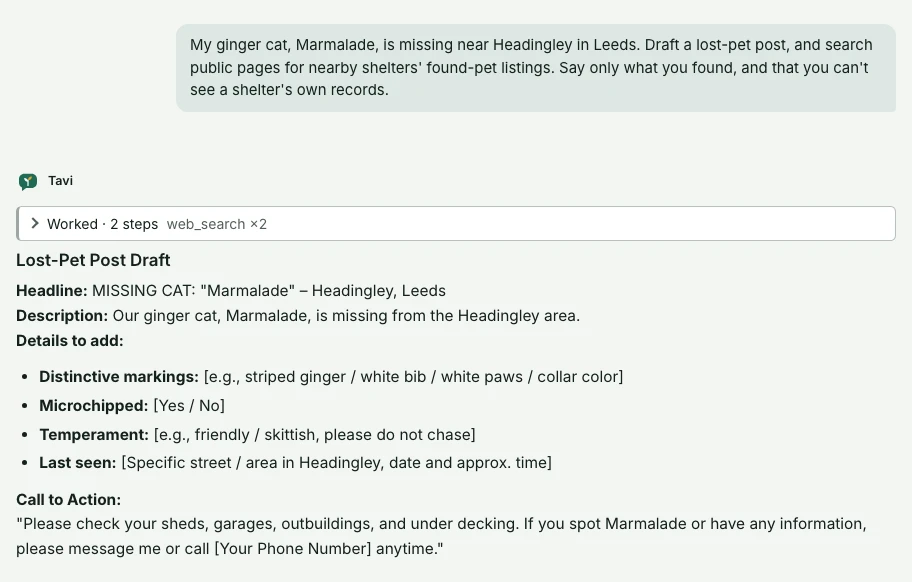 My ginger cat, Marmalade, is missing near Headingley in Leeds. Draft a lost-pet post, and search
public pages for nearby shelters' found-pet listings. Say only what you found, and that you can't
see a shelter's own records.
Tavi
Worked · 2 steps web_search ×2
Lost-Pet Post Draft
Headline: MISSING CAT: "Marmalade" – Headingley, Leeds
Description: Our ginger cat, Marmalade, is missing from the Headingley area.
Details to add:
• Distinctive markings: [e.g., striped ginger / white bib / white paws / collar color]
• Microchipped: [Yes / No]
• Temperament: [e.g., friendly / skittish, please do not chase]
• Last seen: [Specific street / area in Headingley, date and approx. time]
Call to Action:
"Please check your sheds, garages, outbuildings, and under decking. If you spot Marmalade or have any information,
please message me or call [Your Phone Number] anytime."